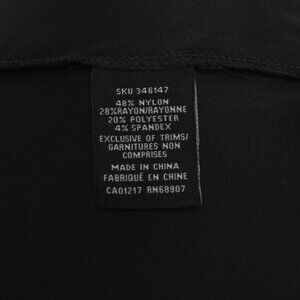 SKU 346147
48% NYLON
28%RAYON/RAYONNE
20% POLYESTER
4% SPANDEX
EXCLUSIVE OF TRIMS/
GARNITURES NON
COMPRISES
MADE IN CHINA
FABRIQUÉ EN CHINE
CA01217 RN68907